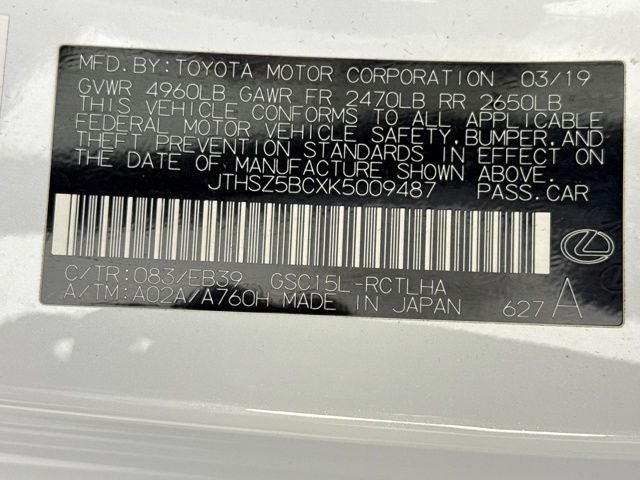 MFD.BY:TOYOTA MOTOR CORPORATION 03/19
GVWR 4960LB GAWR FR 2470LB RR 2650LB
THIS VEHICLE CONFORMS TO ALL APPLICABLE
FEDERAL MOTOR VEHICLE SAFETY,BUMPER,AND
THEFT PREVENTION STANDARDS IN EFFECT ON
THE DATE OF MANUFACTURE SHOWN ABOVE.
JTHSZ5BCXK5009487 PASS.CAR
C/TR:083/EB39 GSC15L-RCTLHA
A/TM:A02A/A760H MADE IN JAPAN 627A